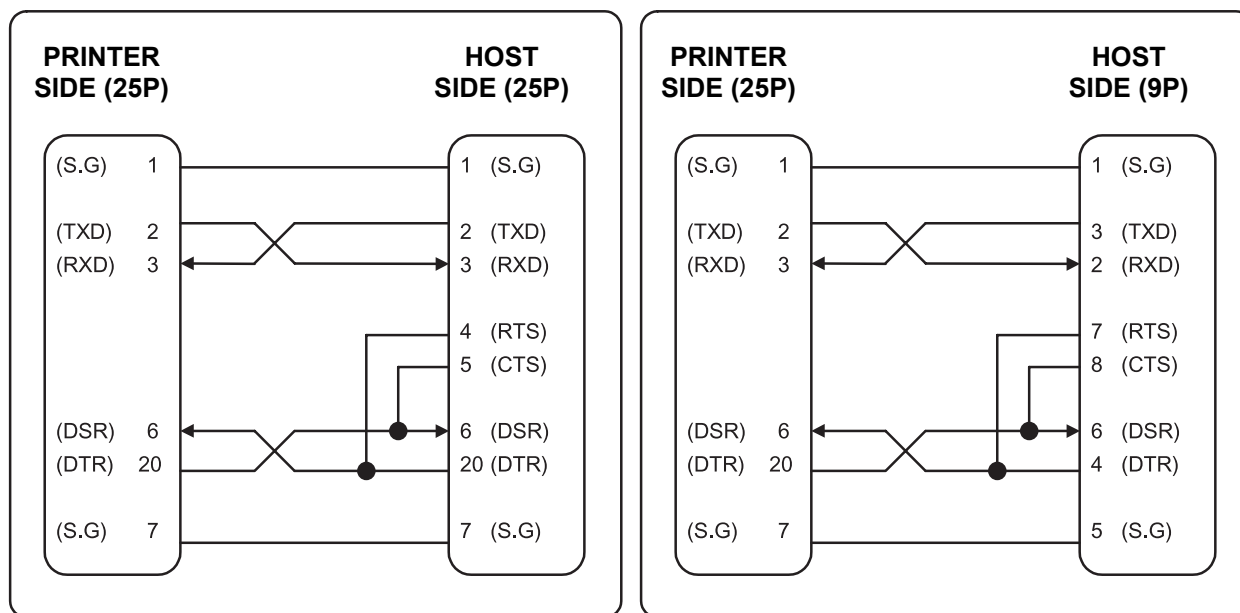 PRINTER
SIDE (25P)
HOST
SIDE (25P)
(S.G) 1
(TXD) 2
(RXD) 3
(DSR) 6
(DTR) 20
(S.G) 7
1 (S.G)
2 (TXD)
3 (RXD)
4 (RTS)
5 (CTS)
6 (DSR)
20 (DTR)
7 (S.G)
PRINTER
SIDE (25P)
HOST
SIDE (9P)
(S.G) 1
(TXD) 2
(RXD) 3
(DSR) 6
(DTR) 20
(S.G) 7
1 (S.G)
3 (TXD)
2 (RXD)
7 (RTS)
8 (CTS)
6 (DSR)
4 (DTR)
5 (S.G)